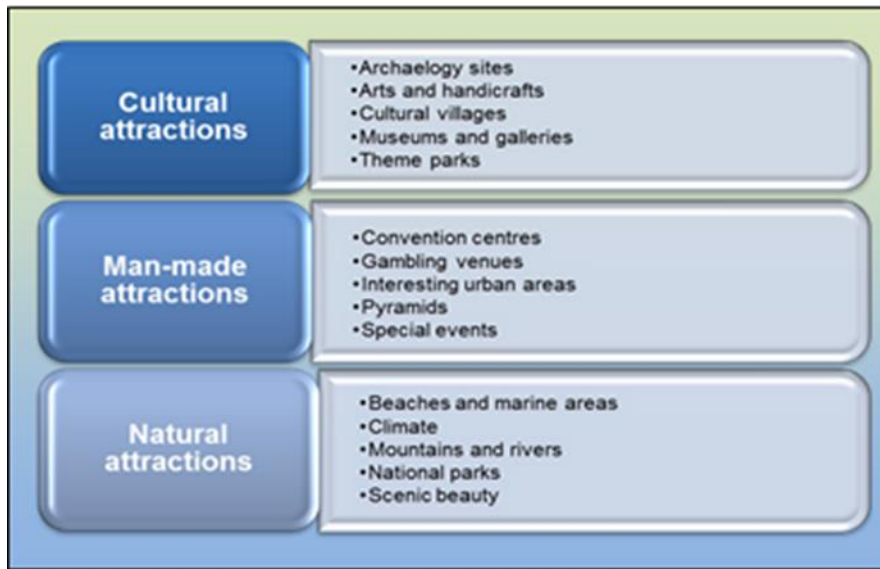 Cultural
attractions
•Archaelogy sites
•Arts and handicrafts
•Cultural villages
•Museums and galleries
•Theme parks
Man-made
attractions
•Convention centres
•Gambling venues
•Interesting urban areas
•Pyramids
•Special events
Natural
attractions
•Beaches and marine areas
•Climate
•Mountains and rivers
•National parks
•Scenic beauty